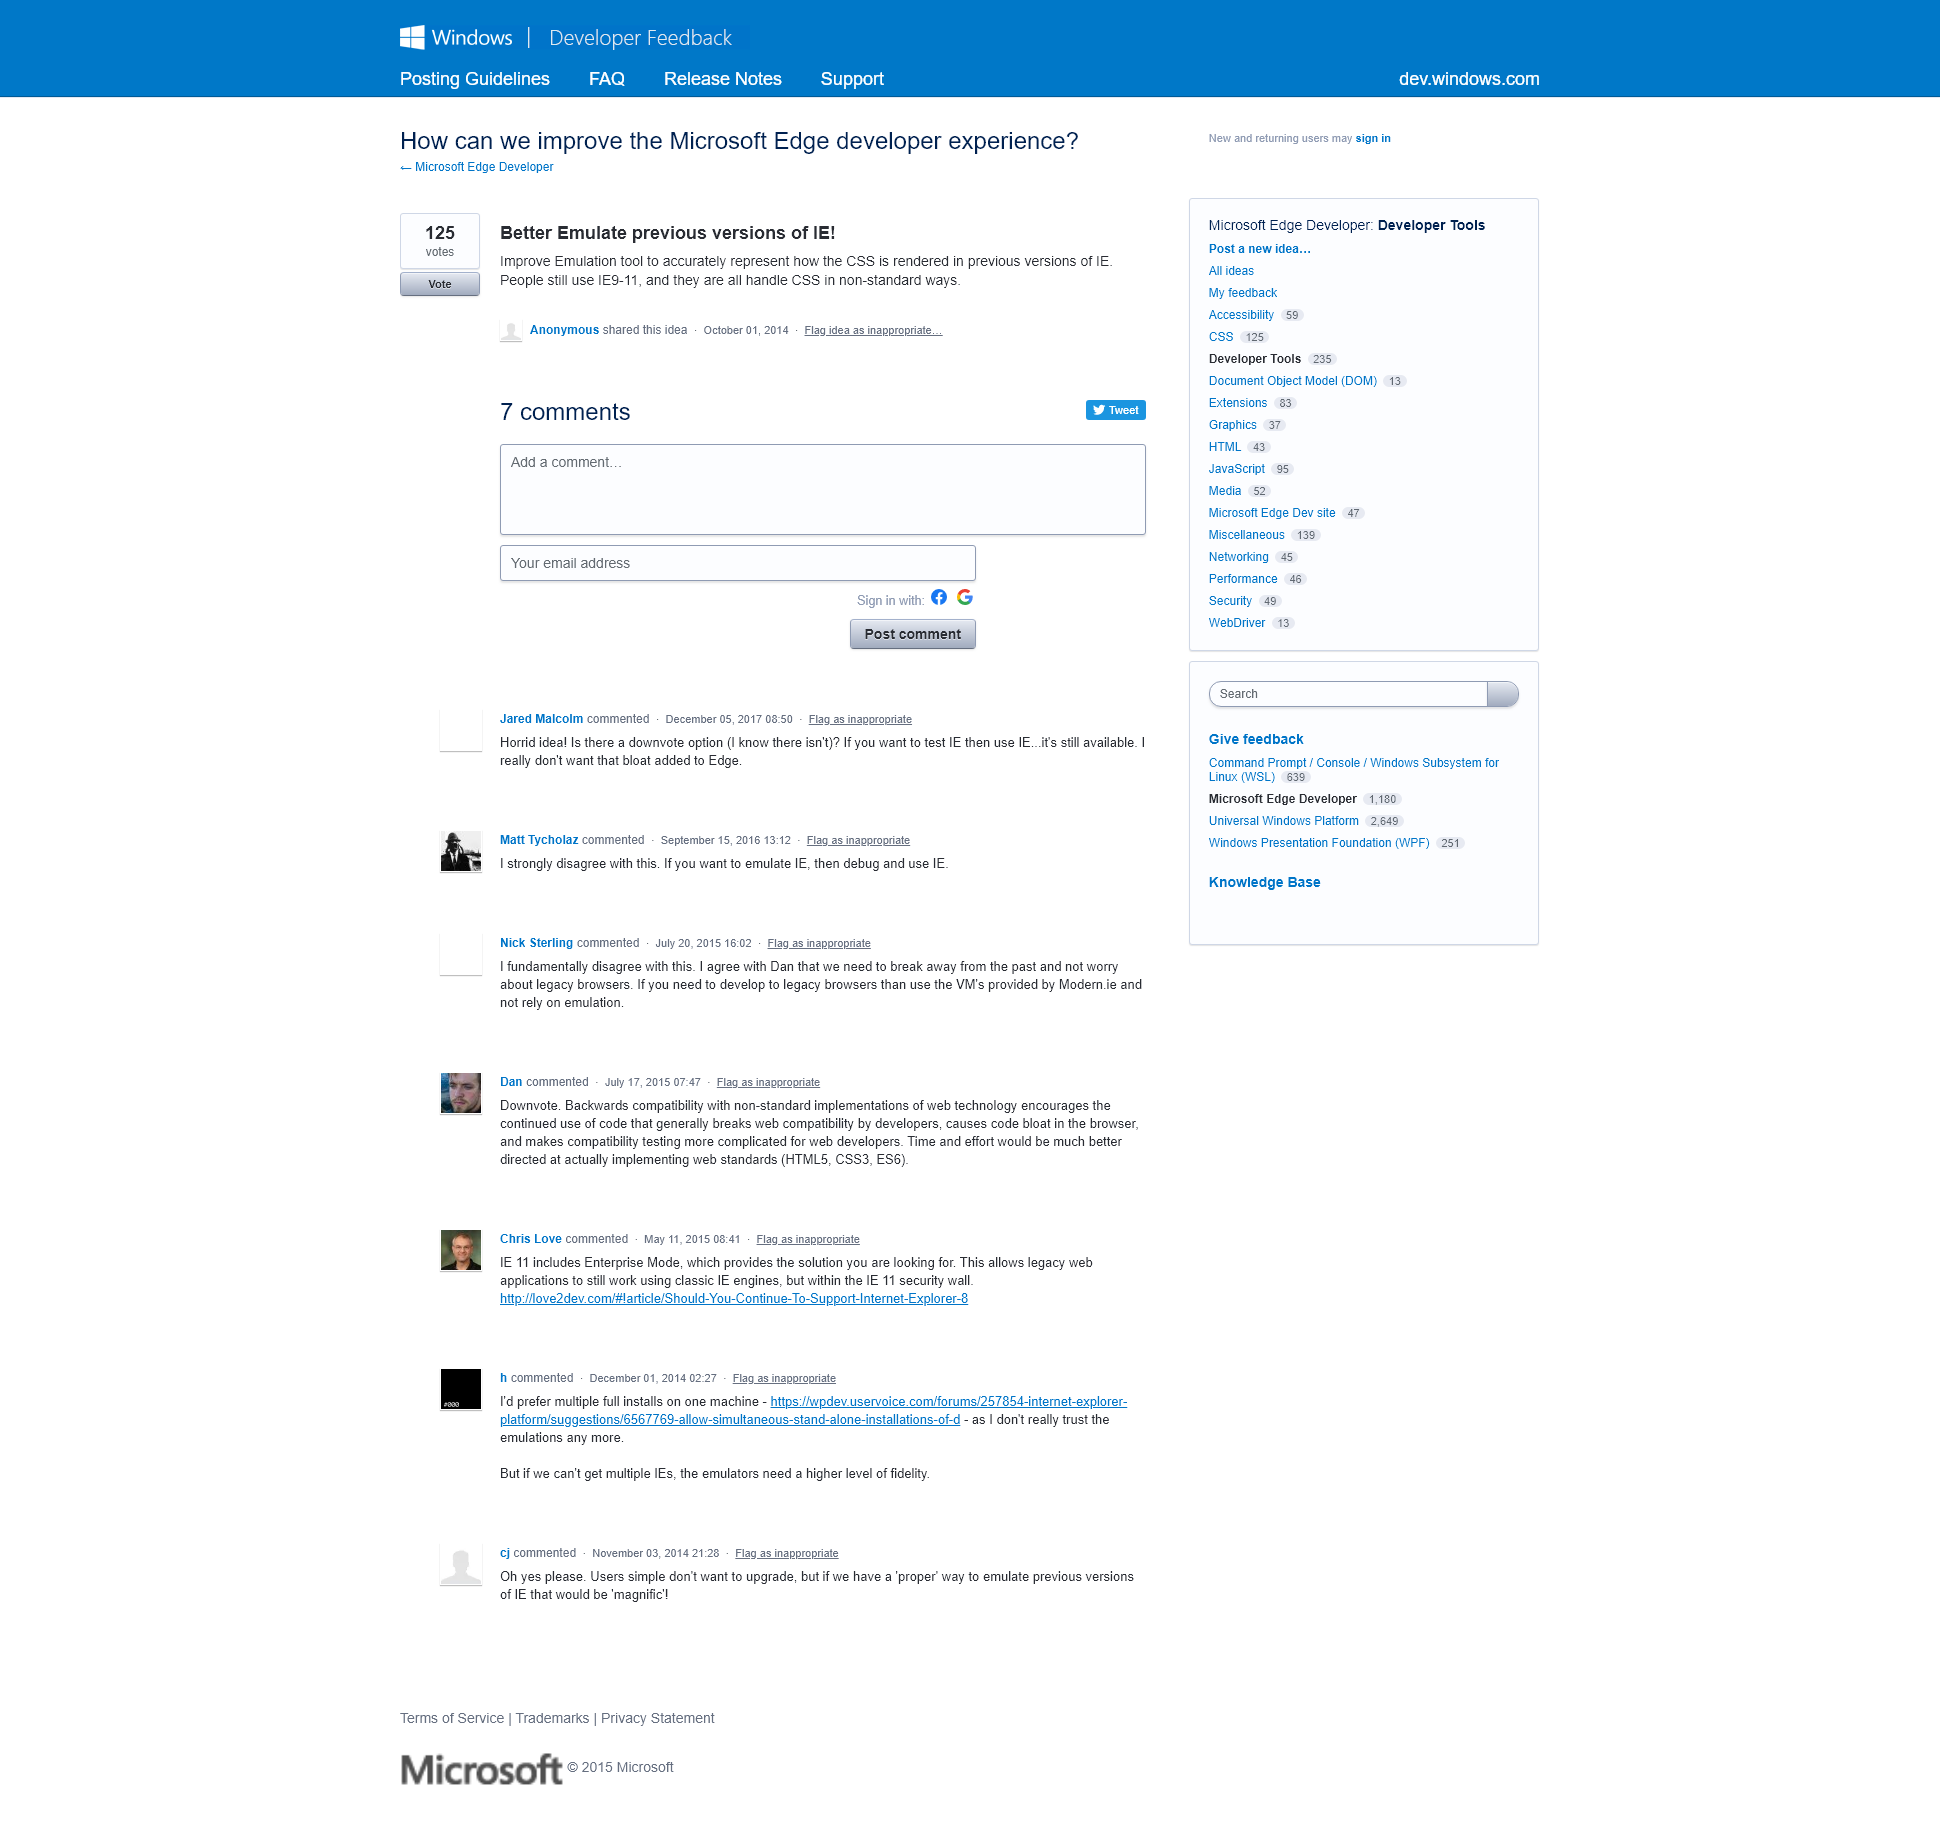 Windows | Developer Feedback
Posting Guidelines FAQ Release Notes Support dev.windows.com
How can we improve the Microsoft Edge developer experience?
← Microsoft Edge Developer
New and returning users may sign in
125
votes
Vote
Better Emulate previous versions of IE!
Improve Emulation tool to accurately represent how the CSS is rendered in previous versions of IE.
People still use IE9-11, and they are all handle CSS in non-standard ways.
Anonymous shared this idea · October 01, 2014 · Flag idea as inappropriate…
7 comments
Tweet
Add a comment…
Your email address
Sign in with:
Post comment
Jared Malcolm commented · December 05, 2017 08:50 · Flag as inappropriate
Horrid idea! Is there a downvote option (I know there isn't)? If you want to test IE then use IE...it's still available. I
really don't want that bloat added to Edge.
Matt Tycholaz commented · September 15, 2016 13:12 · Flag as inappropriate
I strongly disagree with this. If you want to emulate IE, then debug and use IE.
Nick Sterling commented · July 20, 2015 16:02 · Flag as inappropriate
I fundamentally disagree with this. I agree with Dan that we need to break away from the past and not worry
about legacy browsers. If you need to develop to legacy browsers than use the VM's provided by Modern.ie and
not rely on emulation.
Dan commented · July 17, 2015 07:47 · Flag as inappropriate
Downvote. Backwards compatibility with non-standard implementations of web technology encourages the
continued use of code that generally breaks web compatibility by developers, causes code bloat in the browser,
and makes compatibility testing more complicated for web developers. Time and effort would be much better
directed at actually implementing web standards (HTML5, CSS3, ES6).
Chris Love commented · May 11, 2015 08:41 · Flag as inappropriate
IE 11 includes Enterprise Mode, which provides the solution you are looking for. This allows legacy web
applications to still work using classic IE engines, but within the IE 11 security wall.
http://love2dev.com/#!article/Should-You-Continue-To-Support-Internet-Explorer-8
#000
h commented · December 01, 2014 02:27 · Flag as inappropriate
I'd prefer multiple full installs on one machine - https://wpdev.uservoice.com/forums/257854-internet-explorer-
platform/suggestions/6567769-allow-simultaneous-stand-alone-installations-of-d - as I don't really trust the
emulations any more.
But if we can't get multiple IEs, the emulators need a higher level of fidelity.
cj commented · November 03, 2014 21:28 · Flag as inappropriate
Oh yes please. Users simple don't want to upgrade, but if we have a 'proper' way to emulate previous versions
of IE that would be 'magnific'!
Microsoft Edge Developer: Developer Tools
Post a new idea…
All ideas
My feedback
Accessibility 59
CSS 125
Developer Tools 235
Document Object Model (DOM) 13
Extensions 83
Graphics 37
HTML 43
JavaScript 95
Media 52
Microsoft Edge Dev site 47
Miscellaneous 139
Networking 45
Performance 46
Security 49
WebDriver 13
Search
Give feedback
Command Prompt / Console / Windows Subsystem for
Linux (WSL) 639
Microsoft Edge Developer 1,180
Universal Windows Platform 2,649
Windows Presentation Foundation (WPF) 251
Knowledge Base
Terms of Service | Trademarks | Privacy Statement
Microsoft © 2015 Microsoft